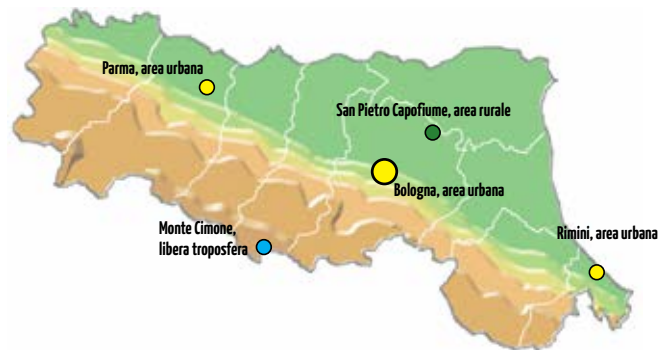 Parma, area urbana
San Pietro Capofiume, area rurale
Bologna, area urbana
Monte Cimone,
libera troposfera
Rimini, area urbana